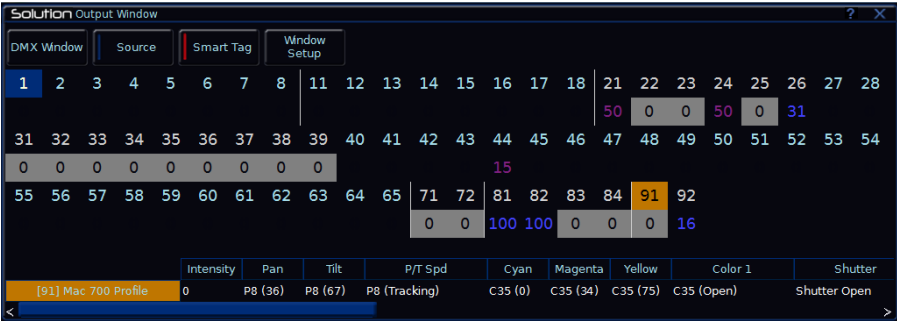 Solution Output Window ? X
DMX Window Source Smart Tag Window Setup
1 2 3 4 5 6 7 8 11 12 13 14 15 16 17 18 21 22 23 24 25 26 27 28
50 0 0 50 0 31
31 32 33 34 35 36 37 38 39 40 41 42 43 44 45 46 47 48 49 50 51 52 53 54
0 0 0 0 0 0 0 0 0 15
55 56 57 58 59 60 61 62 63 64 65 71 72 81 82 83 84 91 92
0 0 100 100 0 0 0 16
Intensity Pan Tilt P/T Spd Cyan Magenta Yellow Color 1 Shutter
[91] Mac 700 Profile 0 P8 (36) P8 (67) P8 (Tracking) C35 (0) C35 (34) C35 (75) C35 (Open) Shutter Open
< >